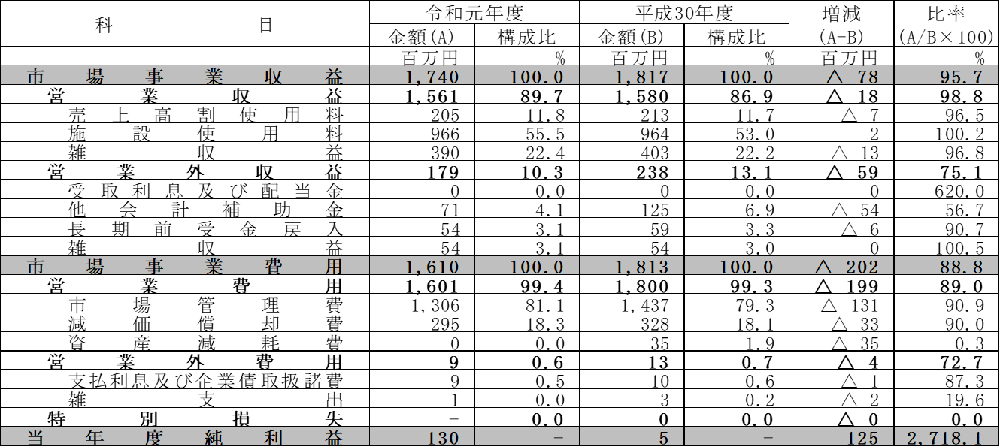 科目 令和元年度 平成30年度 増減 比率
金額(A) 構成比 金額(B) 構成比 (A-B) (A/B×100)
百万円 % 百万円 % 百万円 %
市場事業収益 1,740 100.0 1,817 100.0 △ 78 95.7
営業収益 1,561 89.7 1,580 86.9 △ 18 98.8
売上高割使用料 205 11.8 213 11.7 △ 7 96.5
施設使用料 966 55.5 964 53.0 2 100.2
雑収益 390 22.4 403 22.2 △ 13 96.8
営業外収益 179 10.3 238 13.1 △ 59 75.1
受取利息及び配当金 0 0.0 0 0.0 0 620.0
他会計補助金 71 4.1 125 6.9 △ 54 56.7
長期前受金戻入 54 3.1 59 3.3 △ 6 90.7
雑収益 54 3.1 54 3.0 0 100.5
市場事業費用 1,610 100.0 1,813 100.0 △ 202 88.8
営業費用 1,601 99.4 1,800 99.3 △ 199 89.0
市場管理費 1,306 81.1 1,437 79.3 △ 131 90.9
減価償却費 295 18.3 328 18.1 △ 33 90.0
資産減耗費 0 0.0 35 1.9 △ 35 0.3
営業外費用 9 0.6 13 0.7 △ 4 72.7
支払利息及び企業債取扱諸費 9 0.5 10 0.6 △ 1 87.3
雑支出 1 0.0 3 0.2 △ 2 19.6
特別損失 - 0.0 0 0.0 △ 0 0.0
当年度純利益 130 - 5 - 125 2,718.1